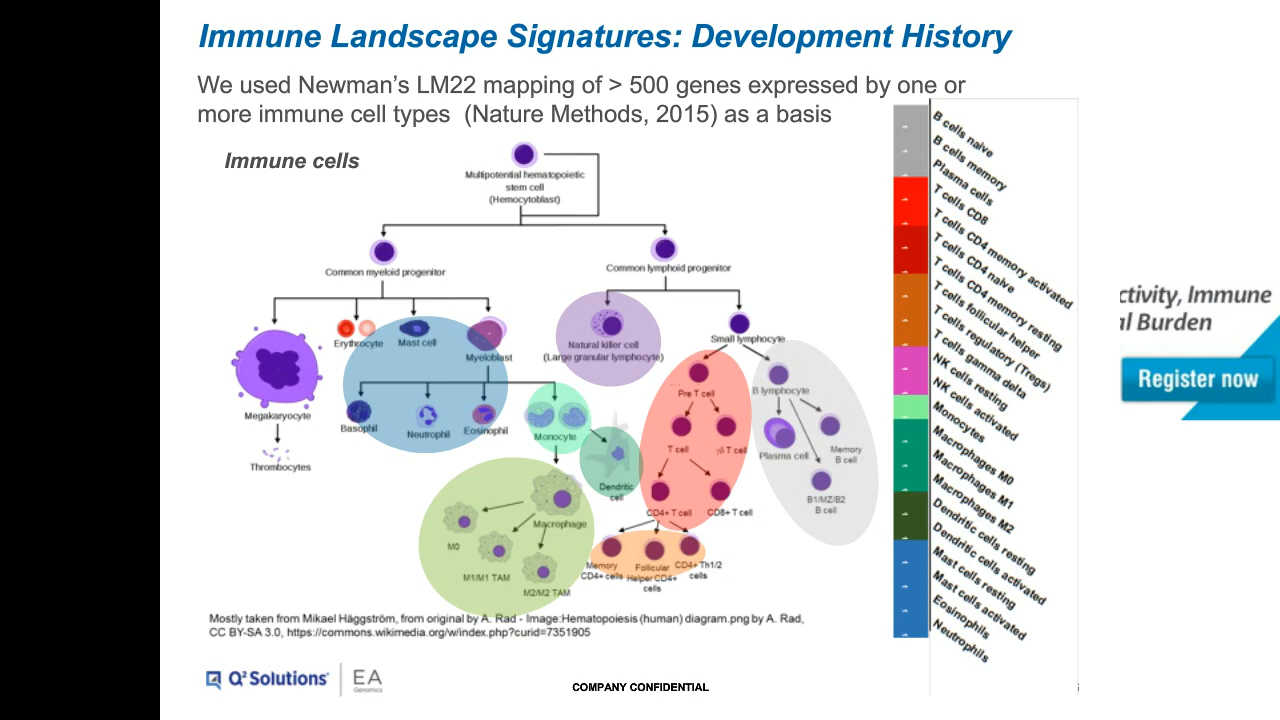 Immune Landscape Signatures: Development History
We used Newman's LM22 mapping of > 500 genes expressed by one or
more immune cell types (Nature Methods, 2015) as a basis
Immune cells
Multipotential hematopoietic
stem cell
(Hemocytoblast)
Common myeloid progenitor
Common lymphoid progenitor
Erythrocyte
Mast cell
Myeloblast
Natural killer cell
(Large granular lymphocyte)
Small lymphocyte
Megakaryocyte
Thrombocytes
Basophil
Neutrophil
Eosinophil
Monocyte
Dendritic
cell
Pre T cell
T cell
γδ T cell
CD4+ T cell
CD8+ T cell
B lymphocyte
Plasma cell
Memory
B cell
B1/MZ/B2
B cell
Macrophage
M0
M1/M1 TAM
M2/M2 TAM
Memory
CD4+ cells
Follicular
Helper CD4+
cells
CD4+ Th1/2
cells
B cells naive
B cells memory
Plasma cells
T cells CD8
T cells CD4 memory activated
T cells CD4 naive
T cells CD4 memory resting
T cells follicular helper
T cells regulatory (Tregs)
T cells gamma delta
NK cells resting
NK cells activated
Monocytes
Macrophages M0
Macrophages M1
Macrophages M2
Dendritic cells resting
Dendritic cells activated
Mast cells resting
Mast cells activated
Eosinophils
Neutrophils
Mostly taken from Mikael Häggström, from original by A. Rad - Image:Hematopoiesis (human) diagram.png by A. Rad,
CC BY-SA 3.0, https://commons.wikimedia.org/w/index.php?curid=7351905
Q² Solutions
EA
Genomics
COMPANY CONFIDENTIAL
ctivity, Immune
al Burden
Register now